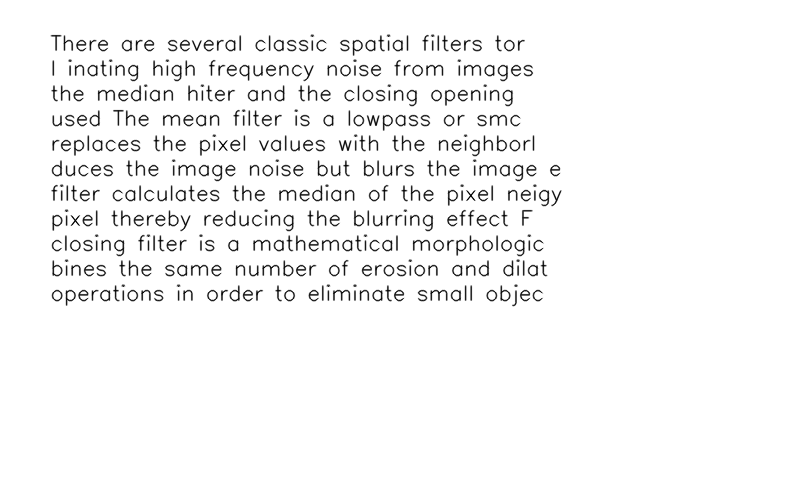 There are several classic spatial filters tor
l inating high frequency noise from images
the median hiter and the closing opening
used The mean filter is a lowpass or smc
replaces the pixel values with the neighborl
duces the image noise but blurs the image e
filter calculates the median of the pixel neigy
pixel thereby reducing the blurring effect F
closing filter is a mathematical morphologic
bines the same number of erosion and dilat
operations in order to eliminate small objec